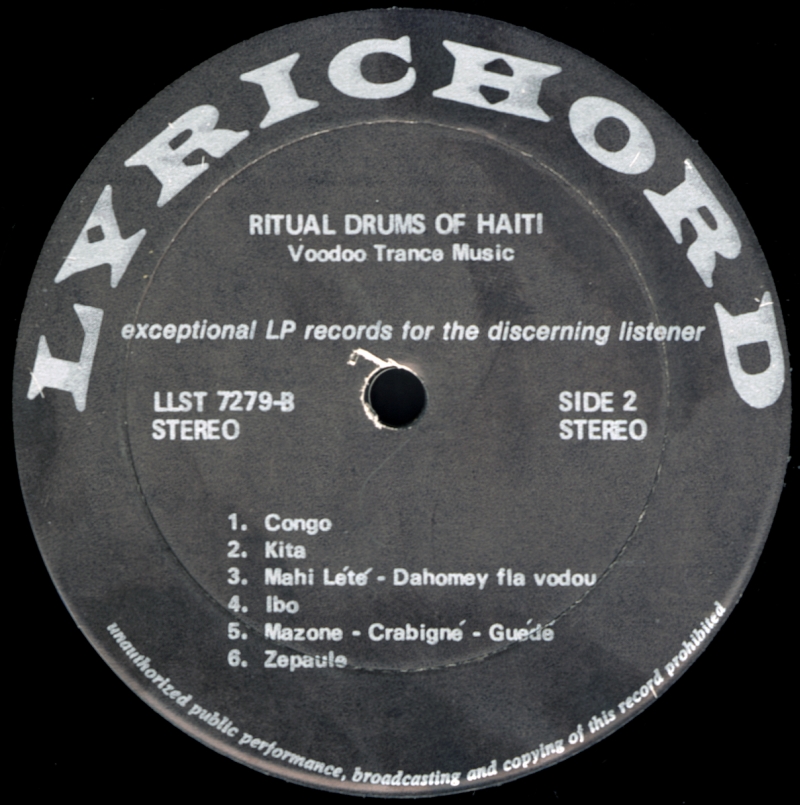 LYRICHORD
RITUAL DRUMS OF HAITI
Voodoo Trance Music
exceptional LP records for the discerning listener
LLST 7279-B
STEREO
SIDE 2
STEREO
1. Congo
2. Kita
3. Mahi Lété - Dahomey fla vodou
4. Ibo
5. Mazone - Crabigné - Guéde
6. Zepaule
unauthorized public performance, broadcasting and copying of this record prohibited